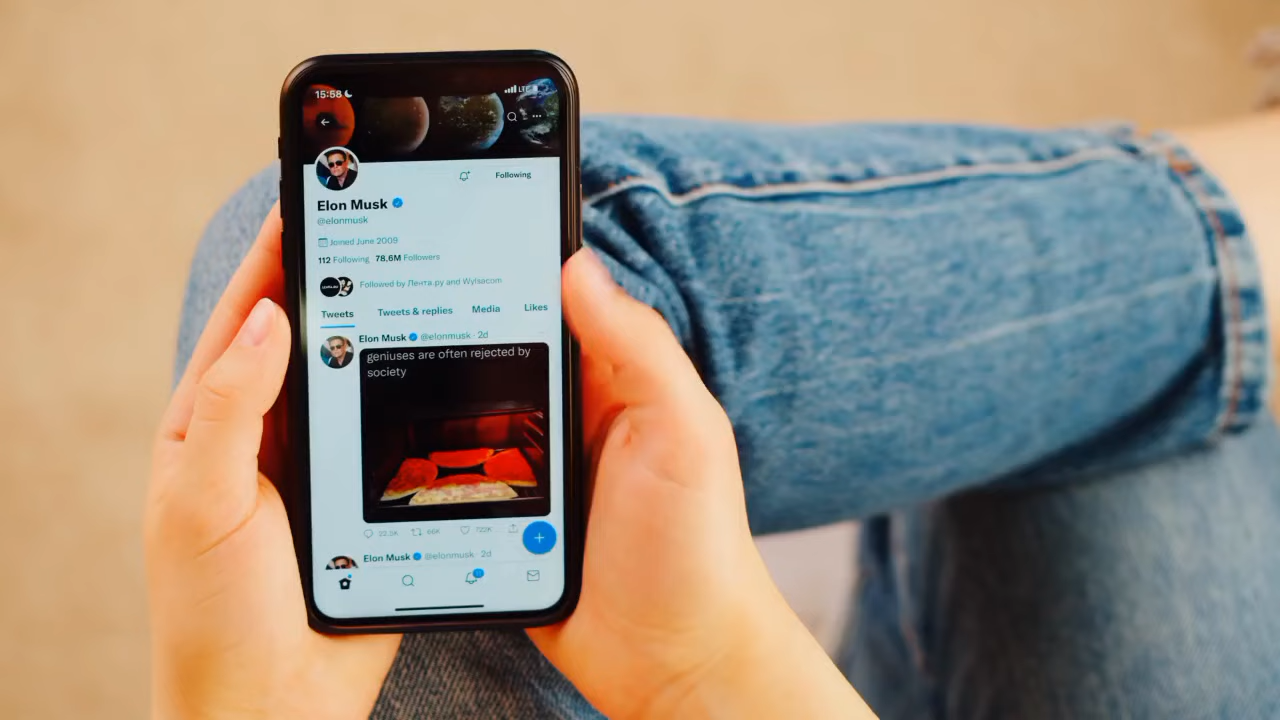 15:58 LTE
Following
Elon Musk
@elonmusk
Joined June 2009
112 Following 78,6M Followers
Followed by Лента.ру and Wylsacom
Tweets Tweets & replies Media Likes
Elon Musk @elonmusk · 2d
geniuses are often rejected by
society
66K
Elon Musk @elonmusk · 2d